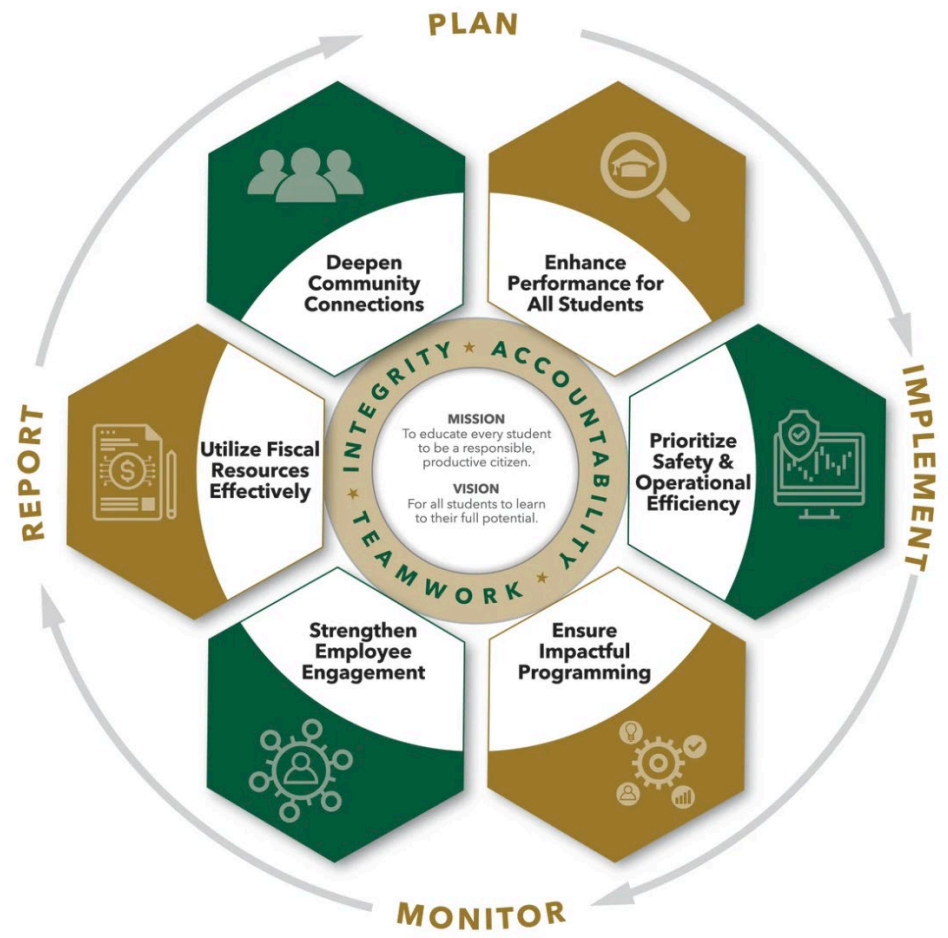 PLAN
Deepen
Community
Connections
Enhance
Performance for
All Students
IMPLEMENT
Prioritize
Safety &
Operational
Efficiency
Ensure
Impactful
Programming
MONITOR
Strengthen
Employee
Engagement
REPORT
Utilize Fiscal
Resources
Effectively
INTEGRITY ★ ACCOUNTABILITY ★ TEAMWORK ★
MISSION
To educate every student
to be a responsible,
productive citizen.
VISION
For all students to learn
to their full potential.